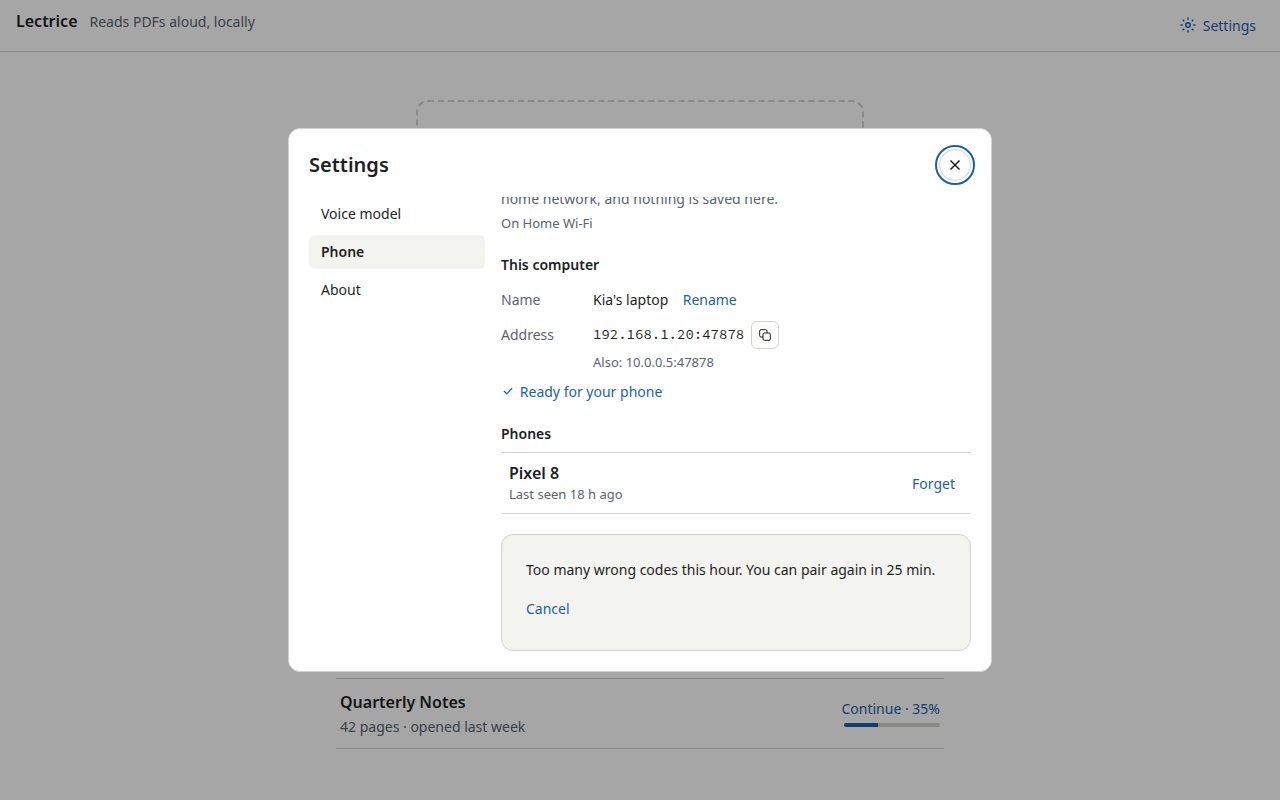 Lectrice Reads PDFs aloud, locally
Settings
Settings
Voice model
Phone
About
home network, and nothing is saved here.
On Home Wi-Fi
This computer
Name Kia's laptop Rename
Address 192.168.1.20:47878
Also: 10.0.0.5:47878
Ready for your phone
Phones
Pixel 8
Last seen 18 h ago
Forget
Too many wrong codes this hour. You can pair again in 25 min.
Cancel
Quarterly Notes
42 pages · opened last week
Continue · 35%